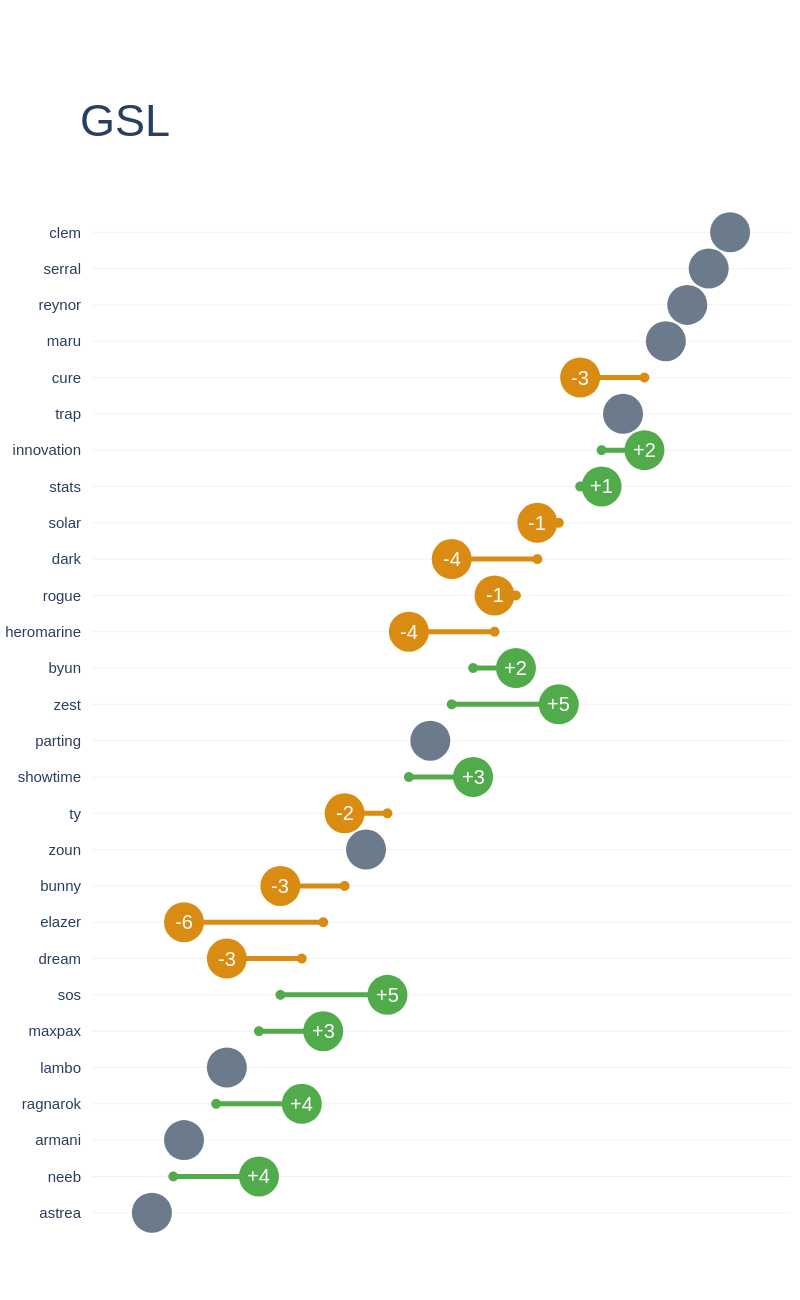 GSL
clem
serral
reynor
maru
cure -3
trap
innovation +2
stats +1
solar -1
dark -4
rogue -1
heromarine -4
byun +2
zest +5
parting
showtime +3
ty -2
zoun
bunny -3
elazer -6
dream -3
sos +5
maxpax +3
lambo
ragnarok +4
armani
neeb +4
astrea